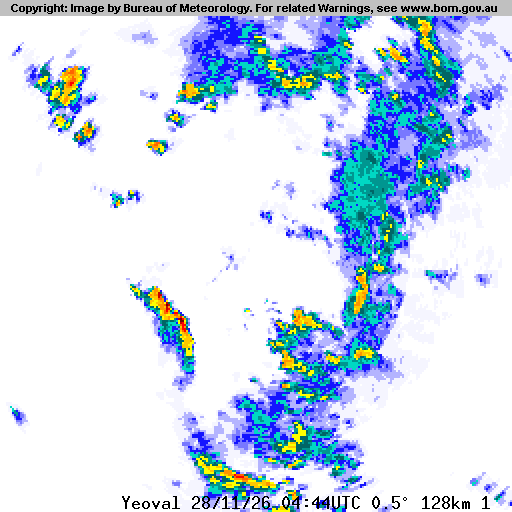 Copyright: Image by Bureau of Meteorology. For related Warnings, see www.bom.gov.au
Yeoval 28/11/26 04:44UTC 0.5° 128km 1